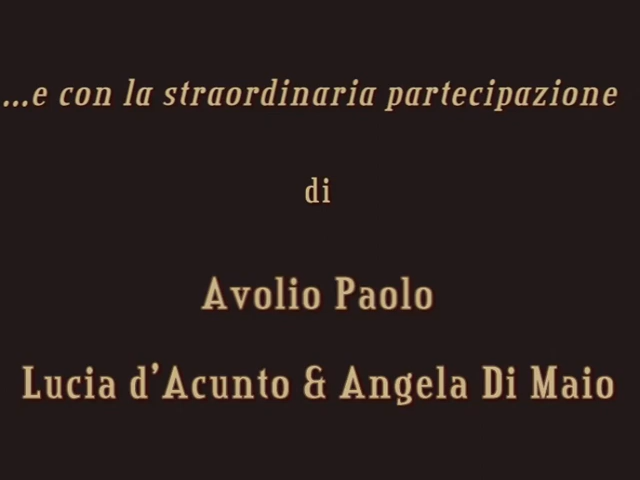 ...e con la straordinaria partecipazione
di
Avolio Paolo
Lucia d'Acunto & Angela Di Maio